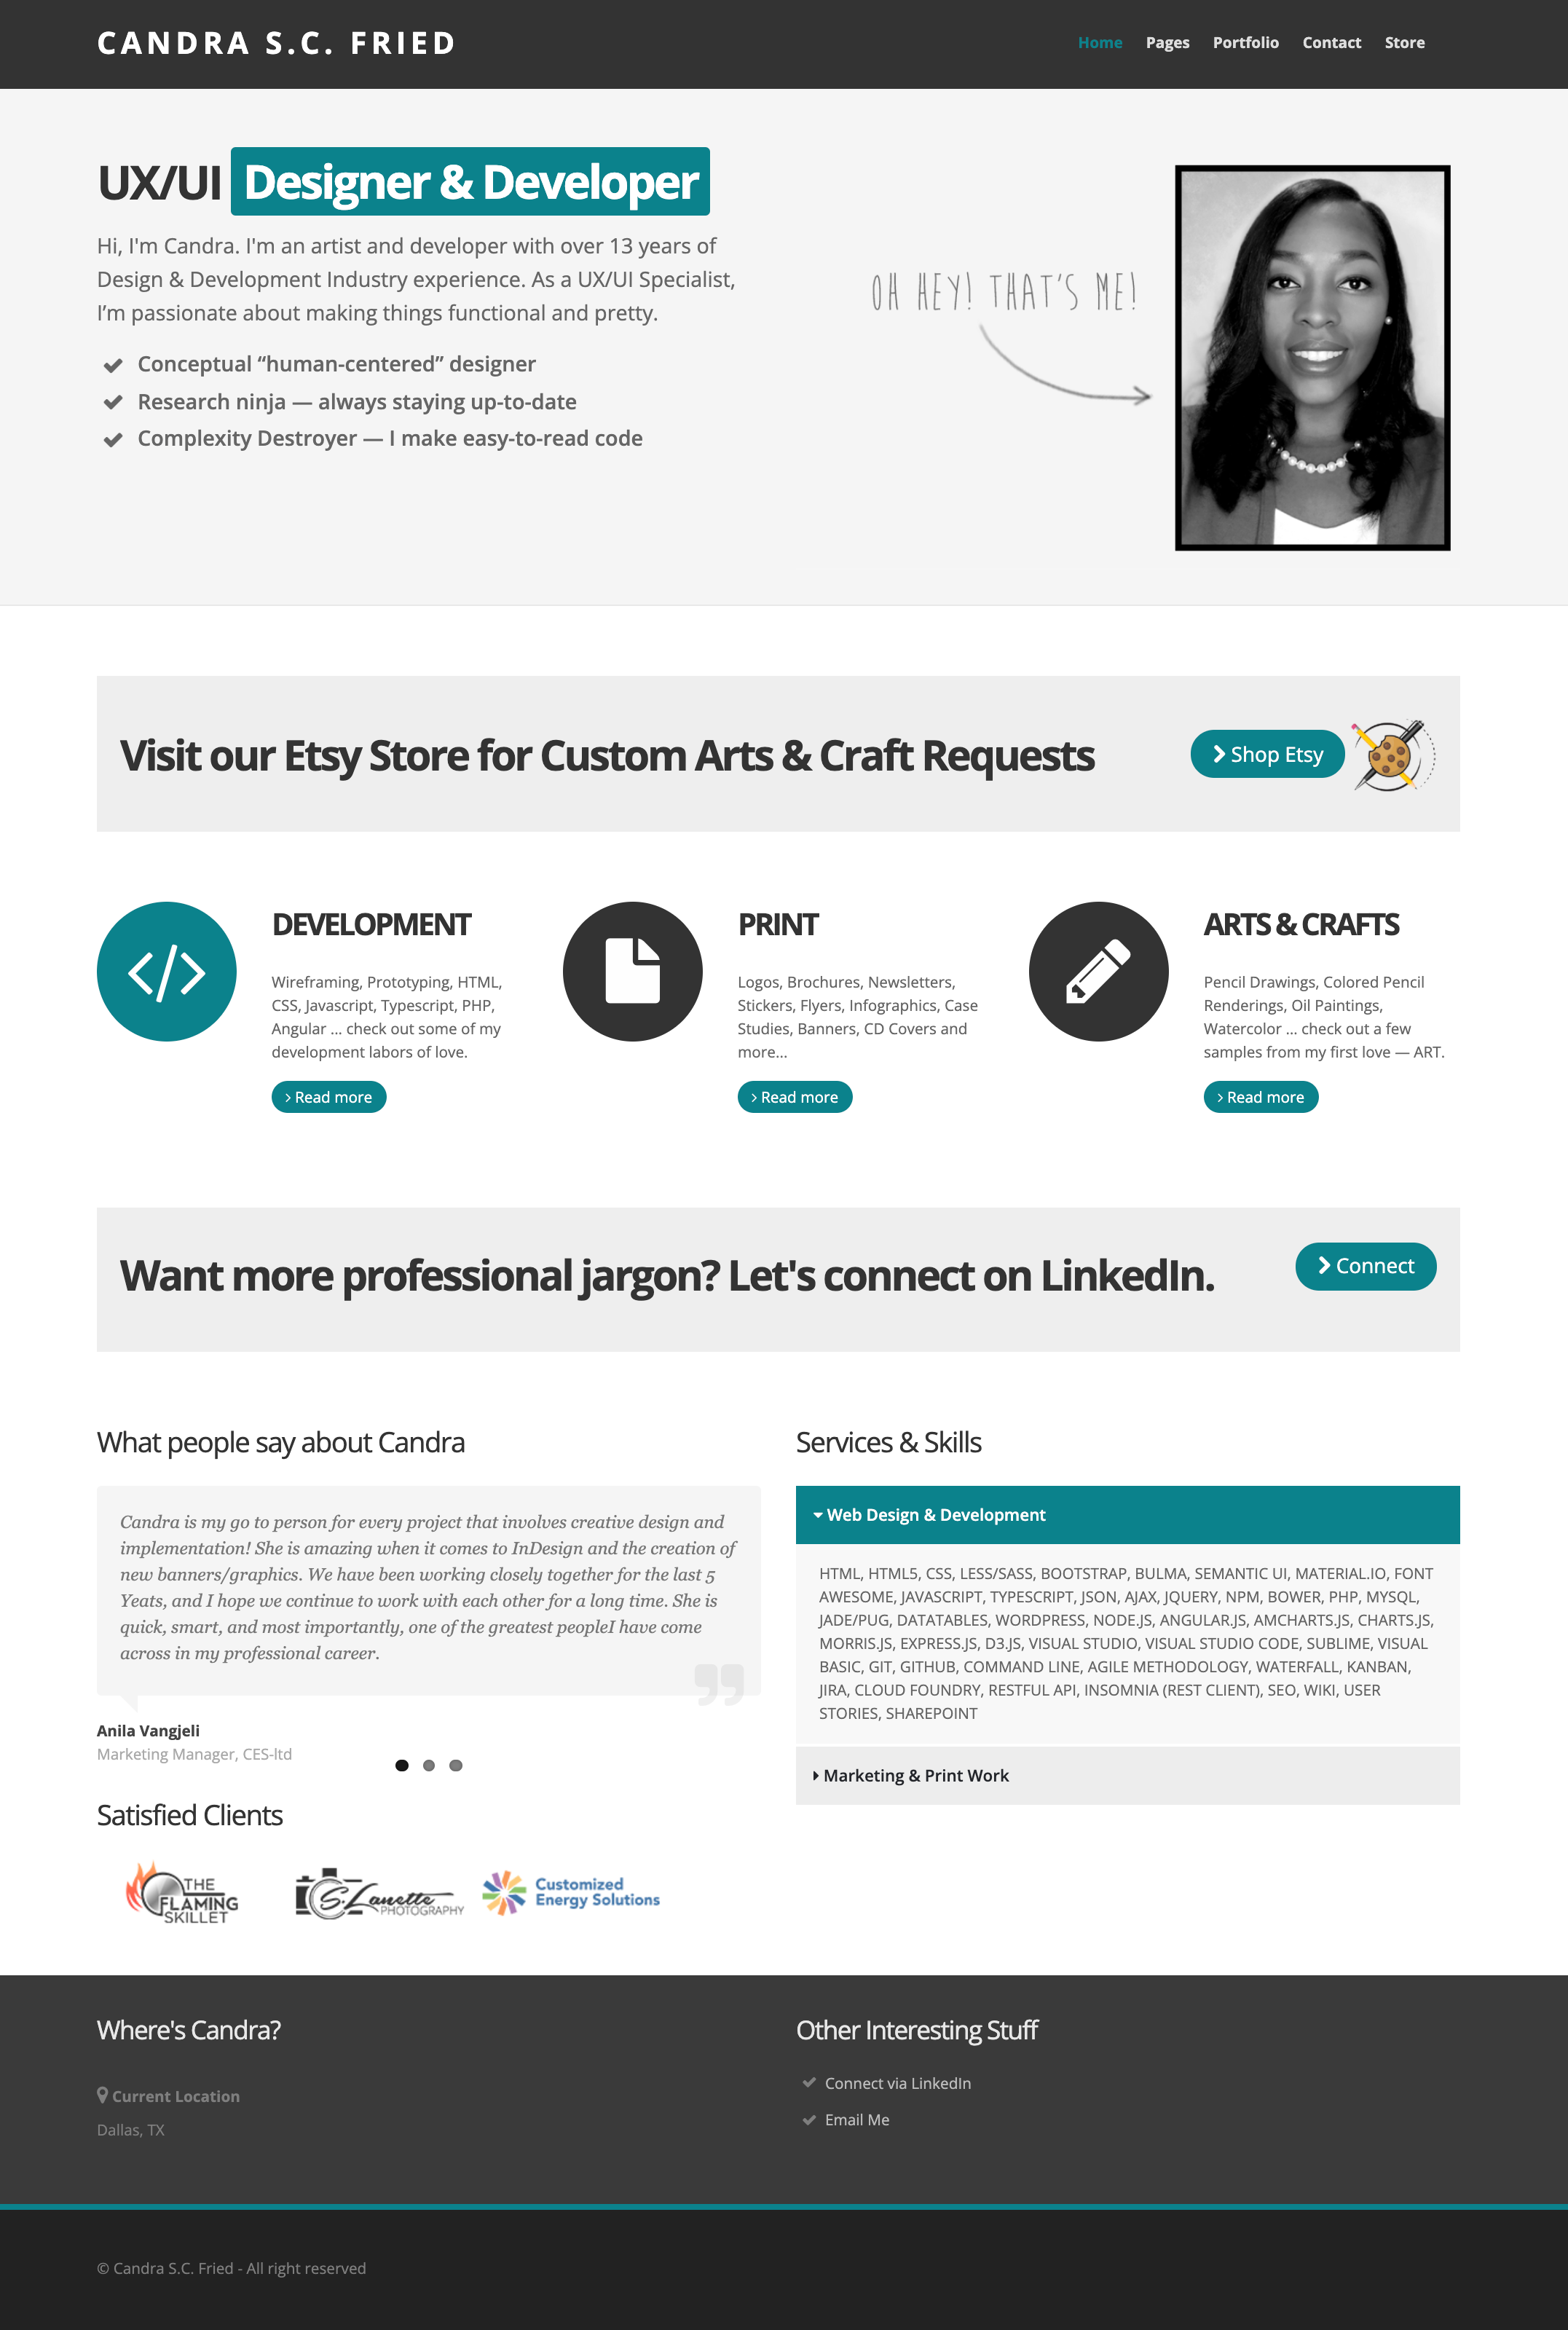 CANDRA S.C. FRIED
Home Pages Portfolio Contact Store
UX/UI Designer & Developer
Hi, I'm Candra. I'm an artist and developer with over 13 years of
Design & Development Industry experience. As a UX/UI Specialist,
I’m passionate about making things functional and pretty.
Conceptual “human-centered” designer
Research ninja — always staying up-to-date
Complexity Destroyer — I make easy-to-read code
OH HEY! THAT'S ME!
Visit our Etsy Store for Custom Arts & Craft Requests
Shop Etsy
DEVELOPMENT
Wireframing, Prototyping, HTML,
CSS, Javascript, Typescript, PHP,
Angular ... check out some of my
development labors of love.
Read more
PRINT
Logos, Brochures, Newsletters,
Stickers, Flyers, Infographics, Case
Studies, Banners, CD Covers and
more...
Read more
ARTS & CRAFTS
Pencil Drawings, Colored Pencil
Renderings, Oil Paintings,
Watercolor ... check out a few
samples from my first love — ART.
Read more
Want more professional jargon? Let's connect on LinkedIn.
Connect
What people say about Candra
Candra is my go to person for every project that involves creative design and
implementation! She is amazing when it comes to InDesign and the creation of
new banners/graphics. We have been working closely together for the last 5
Yeats, and I hope we continue to work with each other for a long time. She is
quick, smart, and most importantly, one of the greatest peopleI have come
across in my professional career.
Anila Vangjeli
Marketing Manager, CES-ltd
Satisfied Clients
THE
FLAMING
SKILLET
S. Lanette
PHOTOGRAPHY
Customized
Energy Solutions
Services & Skills
Web Design & Development
HTML, HTML5, CSS, LESS/SASS, BOOTSTRAP, BULMA, SEMANTIC UI, MATERIAL.IO, FONT
AWESOME, JAVASCRIPT, TYPESCRIPT, JSON, AJAX, JQUERY, NPM, BOWER, PHP, MYSQL,
JADE/PUG, DATATABLES, WORDPRESS, NODE.JS, ANGULAR.JS, AMCHARTS.JS, CHARTS.JS,
MORRIS.JS, EXPRESS.JS, D3.JS, VISUAL STUDIO, VISUAL STUDIO CODE, SUBLIME, VISUAL
BASIC, GIT, GITHUB, COMMAND LINE, AGILE METHODOLOGY, WATERFALL, KANBAN,
JIRA, CLOUD FOUNDRY, RESTFUL API, INSOMNIA (REST CLIENT), SEO, WIKI, USER
STORIES, SHAREPOINT
Marketing & Print Work
Where's Candra?
Current Location
Dallas, TX
Other Interesting Stuff
Connect via LinkedIn
Email Me
© Candra S.C. Fried - All right reserved